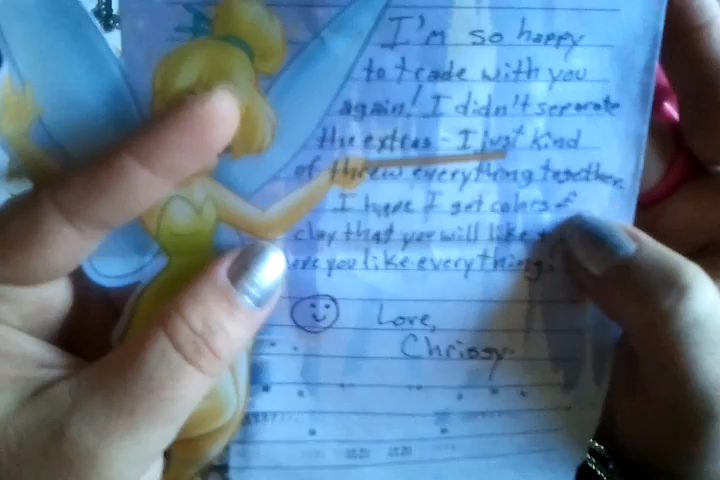 I'm so happy
to trade with you
again! I didn't separate
the extras - I just kind
of threw everything together.
I hope I got colors of
clay that you will like
you like everything!
Love,
Chrissy